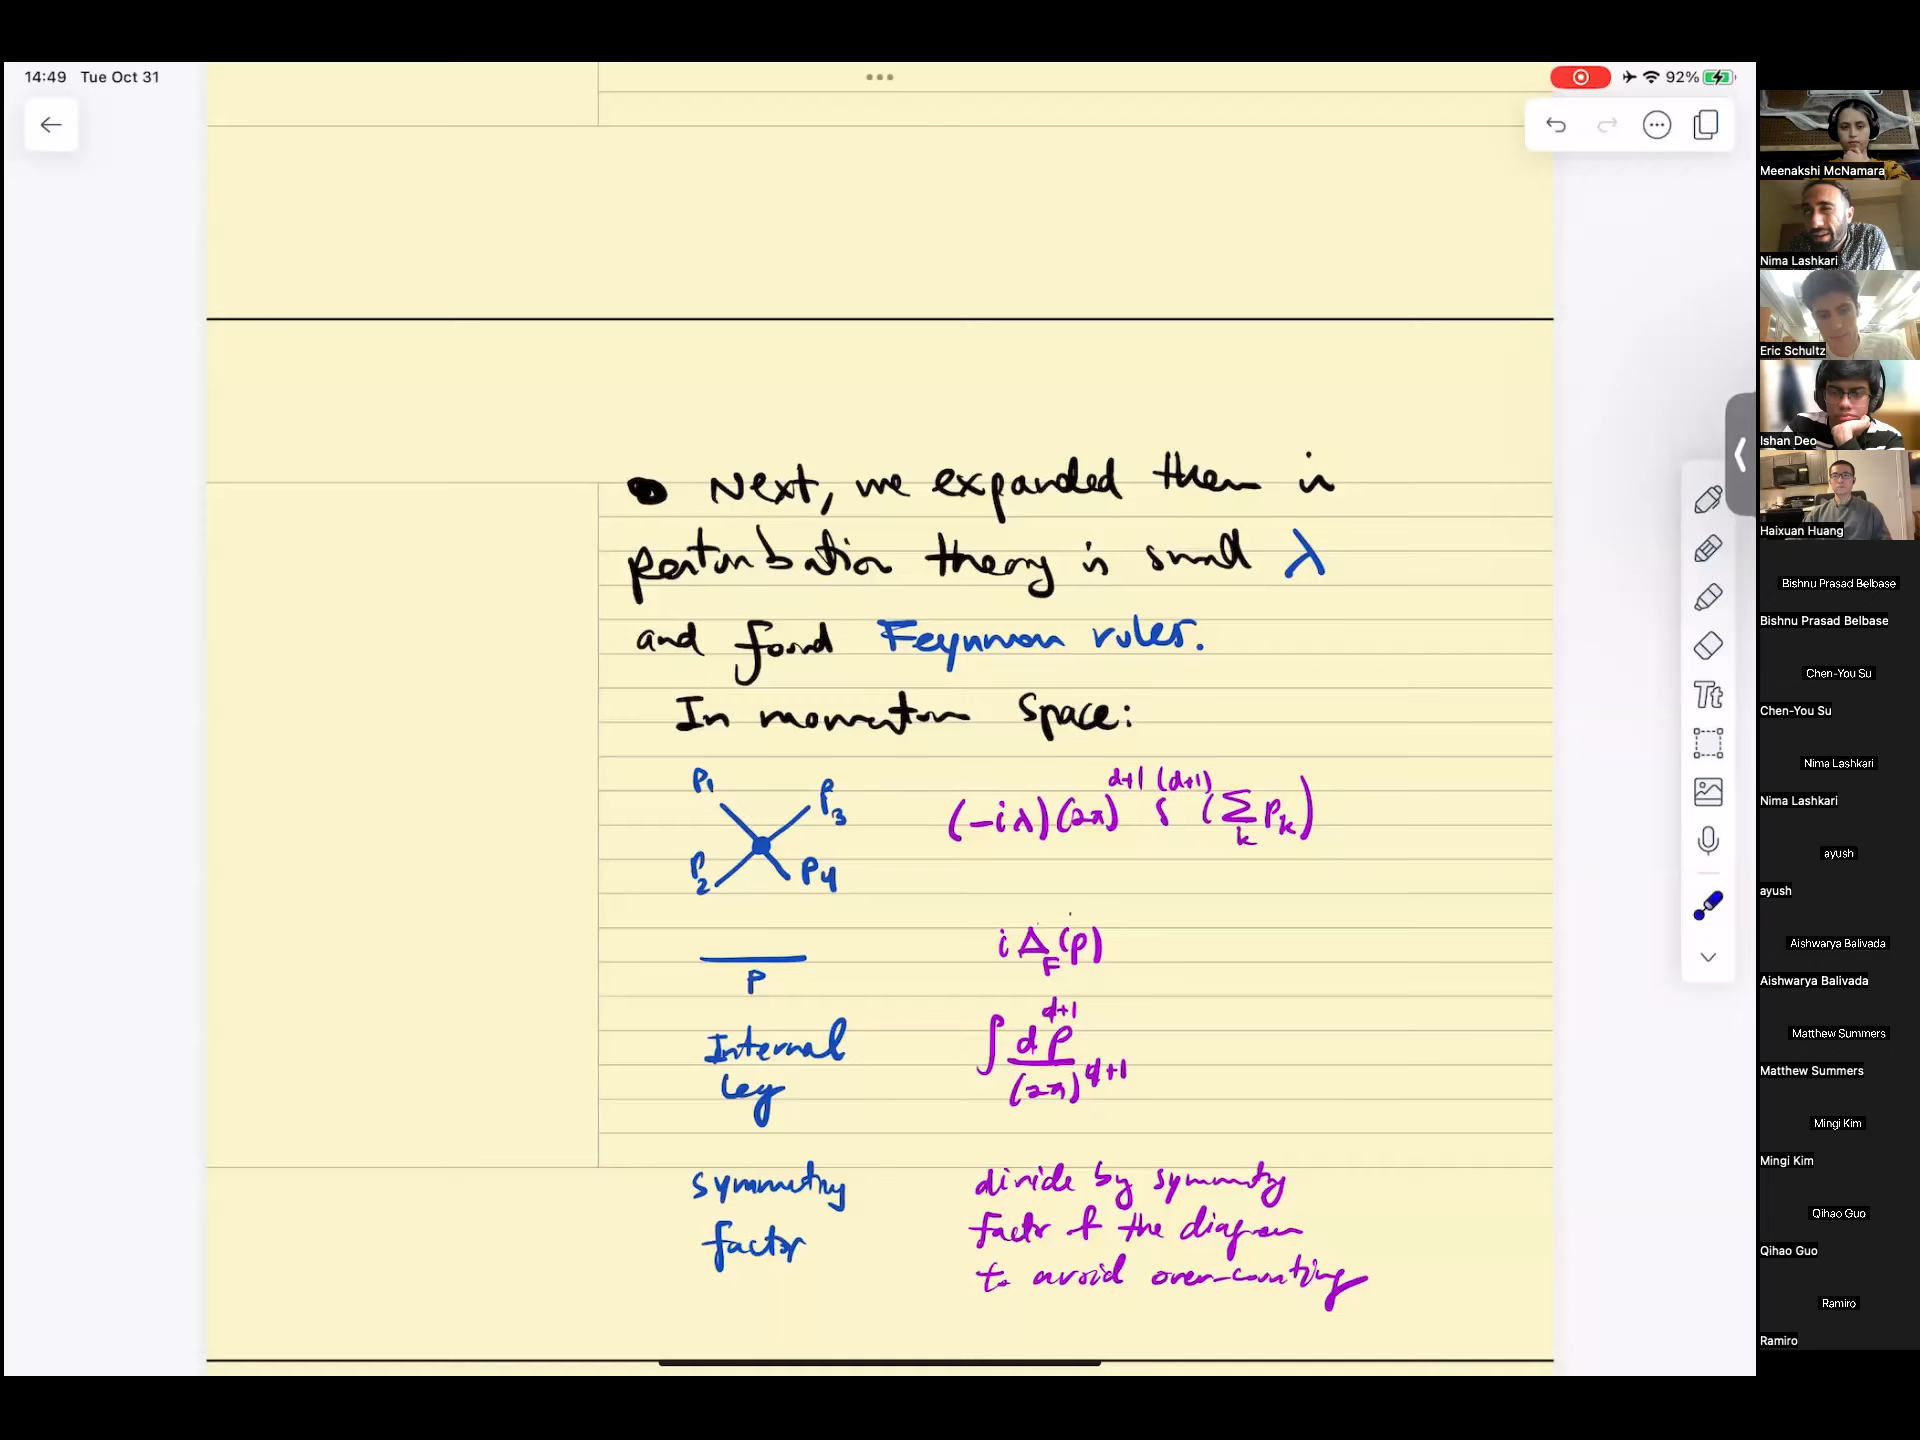 14:49 Tue Oct 31
92%
• Next, we expanded them in
perturbation theory in small λ
and found Feynman rules.
In momentum space:
P1 P3 (-iλ)(2π)^{d+1} δ^{(d+1)}(∑_k P_k)
P2 P4
P iΔ_F(p)
Internal leg ∫ d^{d+1}p / (2π)^{d+1}
symmetry divide by symmetry
factor factor of the diagram
to avoid over-counting
Tt
Meenakshi McNamara
Nima Lashkari
Eric Schultz
Ishan Deo
Haixuan Huang
Bishnu Prasad Belbase
Bishnu Prasad Belbase
Chen-You Su
Chen-You Su
Nima Lashkari
Nima Lashkari
ayush
ayush
Aishwarya Balivada
Aishwarya Balivada
Matthew Summers
Matthew Summers
Mingi Kim
Mingi Kim
Qihao Guo
Qihao Guo
Ramiro
Ramiro